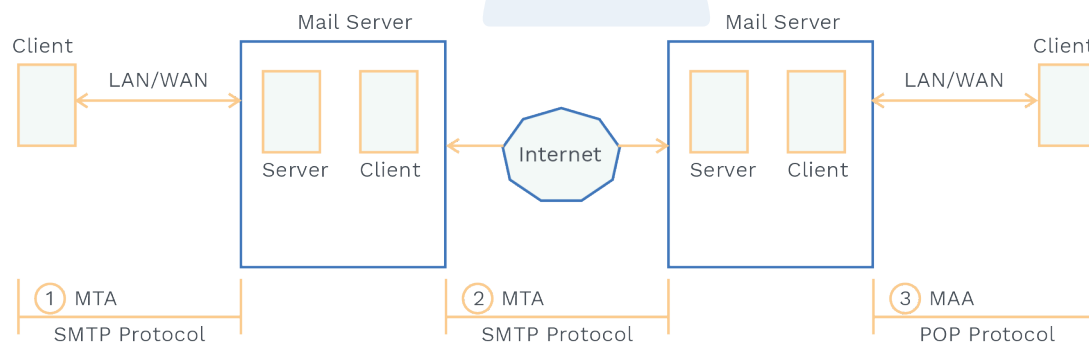 Mail Server
Mail Server
Client
Client
LAN/WAN
LAN/WAN
Internet
Server
Client
Server
Client
1 MTA
2 MTA
3 MAA
SMTP Protocol
SMTP Protocol
POP Protocol